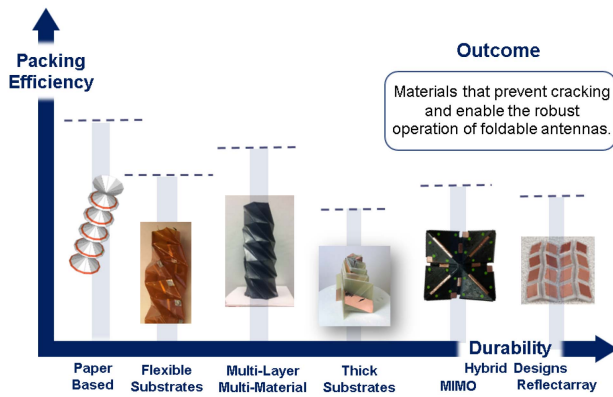 Packing
Efficiency
Outcome
Materials that prevent cracking
and enable the robust
operation of foldable antennas.
Durability
Paper
Based
Flexible
Substrates
Multi-Layer
Multi-Material
Thick
Substrates
Hybrid Designs
MIMO Reflectarray